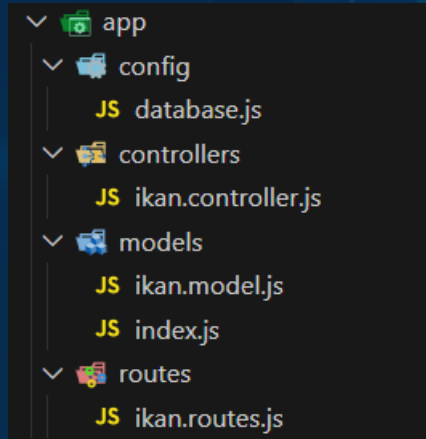 app
config
JS database.js
controllers
JS ikan.controller.js
models
JS ikan.model.js
JS index.js
routes
JS ikan.routes.js